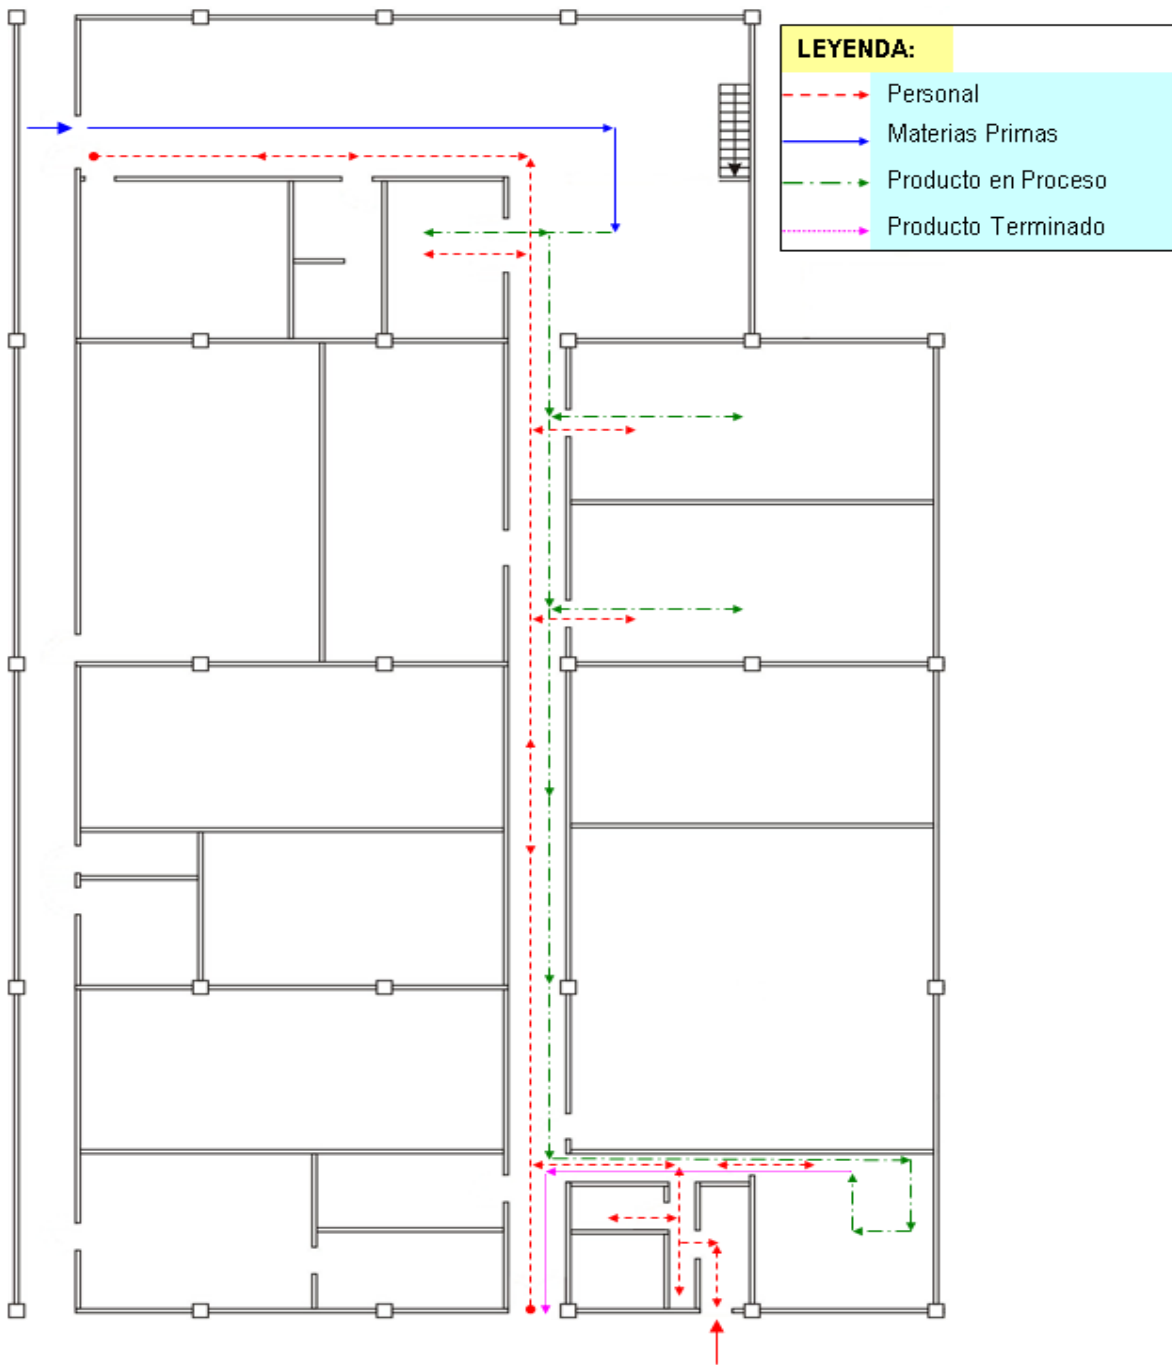 LEYENDA:
Personal
Materias Primas
Producto en Proceso
Producto Terminado